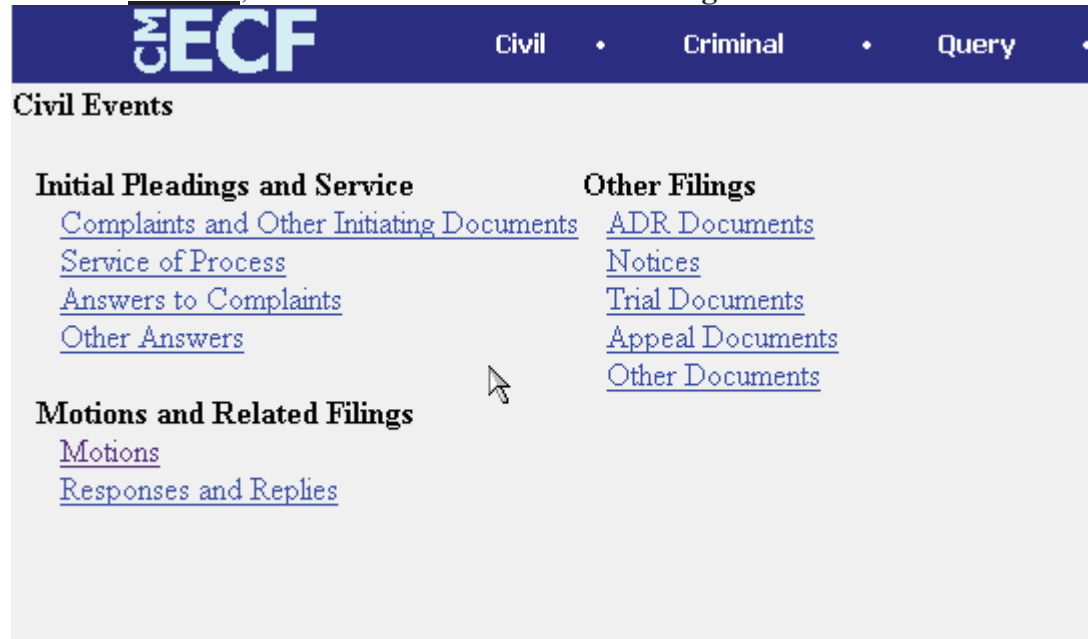 CM ECF Civil • Criminal • Query •
Civil Events
Initial Pleadings and Service
Complaints and Other Initiating Documents
Service of Process
Answers to Complaints
Other Answers
Motions and Related Filings
Motions
Responses and Replies
Other Filings
ADR Documents
Notices
Trial Documents
Appeal Documents
Other Documents